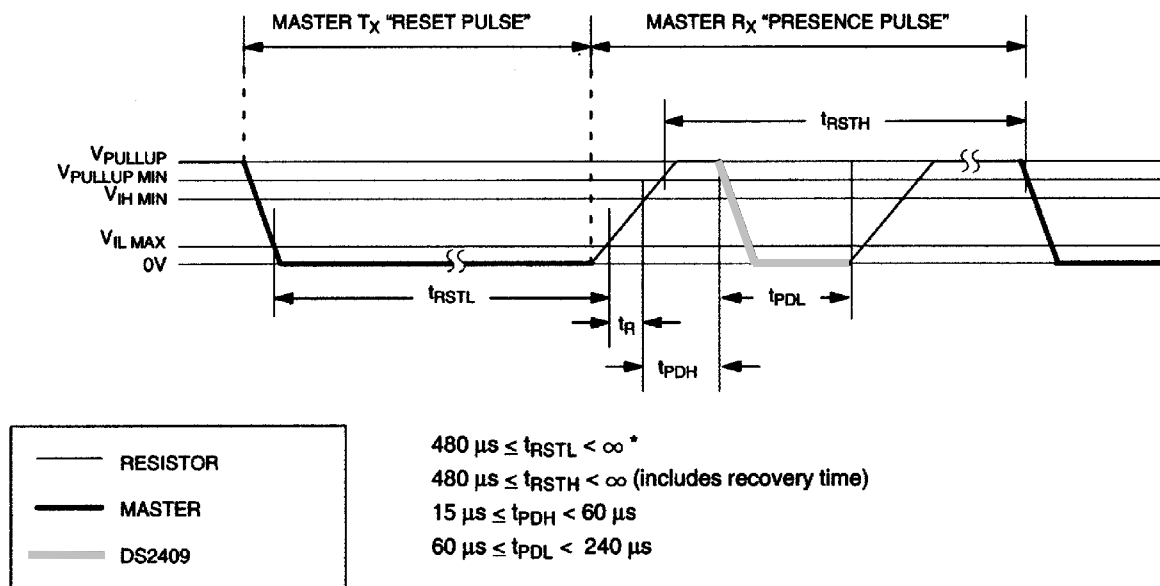 MASTER TX "RESET PULSE"
MASTER RX "PRESENCE PULSE"
tRSTH
VPULLUP
VPULLUP MIN
VIH MIN
VIL MAX
0V
tRSTL
tPDL
tR
tPDH
RESISTOR
MASTER
DS2409
480 μs ≤ tRSTL < ∞ *
480 μs ≤ tRSTH < ∞ (includes recovery time)
15 μs ≤ tPDH < 60 μs
60 μs ≤ tPDL < 240 μs